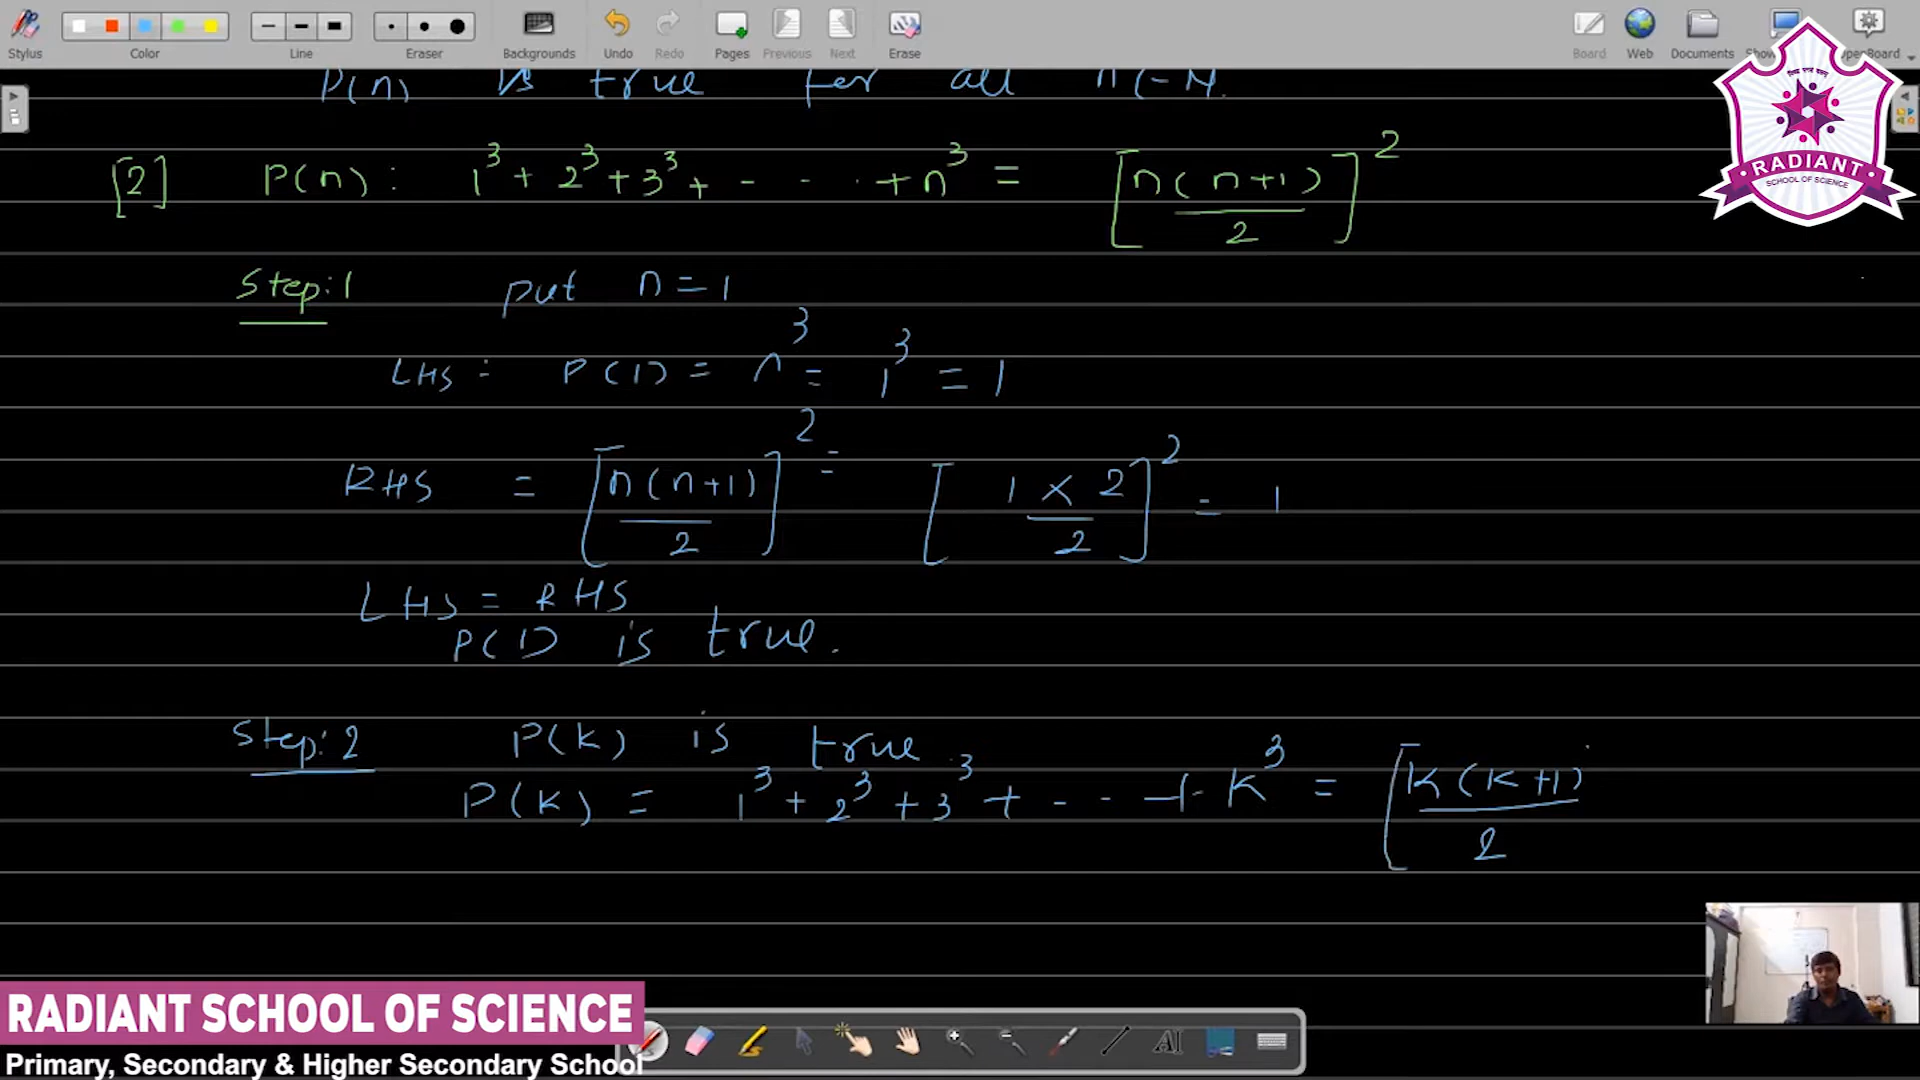 Stylus Color Line Eraser Backgrounds Undo Redo Pages Previous Next Erase Board Web Documents
P(n) is true for all n ∈ N.
[2] P(n) : 1³ + 2³ + 3³ + - - · + n³ = [n(n+1)/2]²
Step:1 put n = 1
LHS : P(1) = n³ = 1³ = 1
RHS = [n(n+1)/2]² = [1 × 2/2]² = 1
LHS = RHS
P(1) is true.
Step:2 P(k) is true.
P(k) = 1³ + 2³ + 3³ + - - + k³ = [k(k+1)/2
RADIANT
SCHOOL OF SCIENCE
RADIANT SCHOOL OF SCIENCE
Primary, Secondary & Higher Secondary School